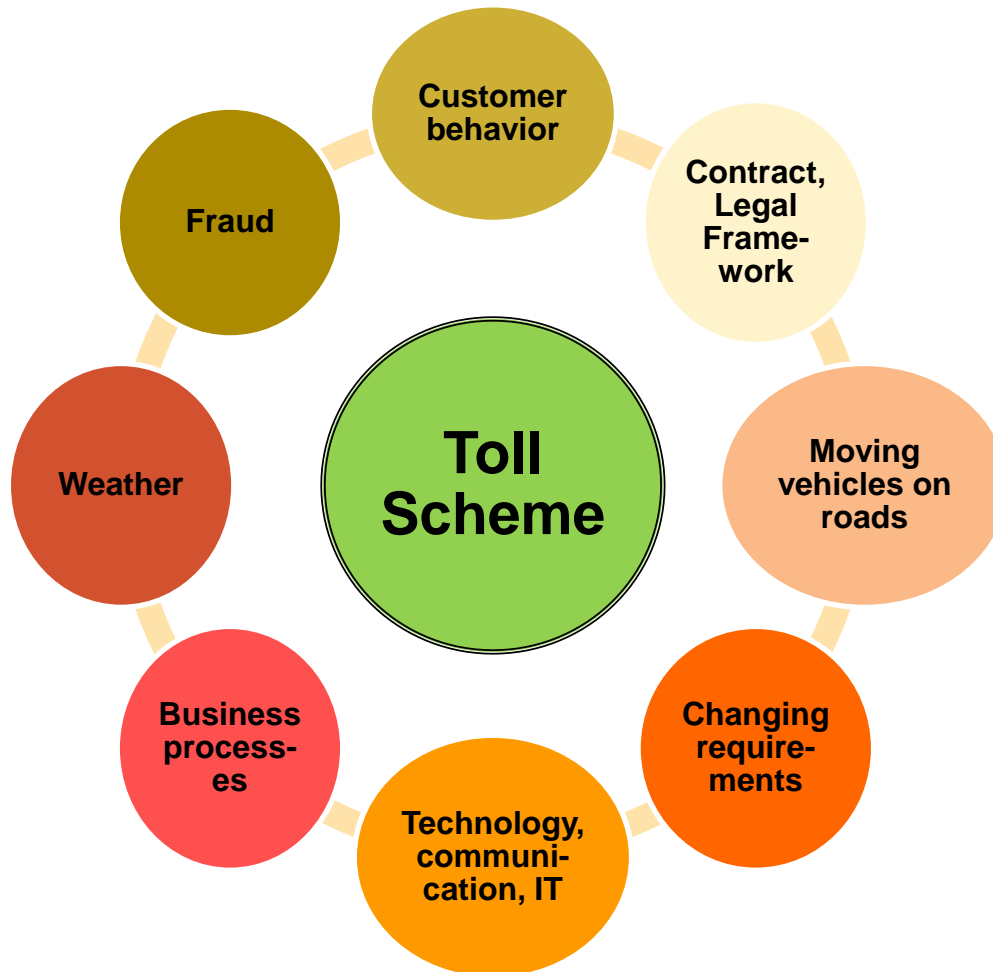 Customer
behavior
Contract,
Legal
Frame-
work
Moving
vehicles on
roads
Changing
require-
ments
Technology,
communi-
cation, IT
Business
process-
es
Weather
Fraud
Toll
Scheme